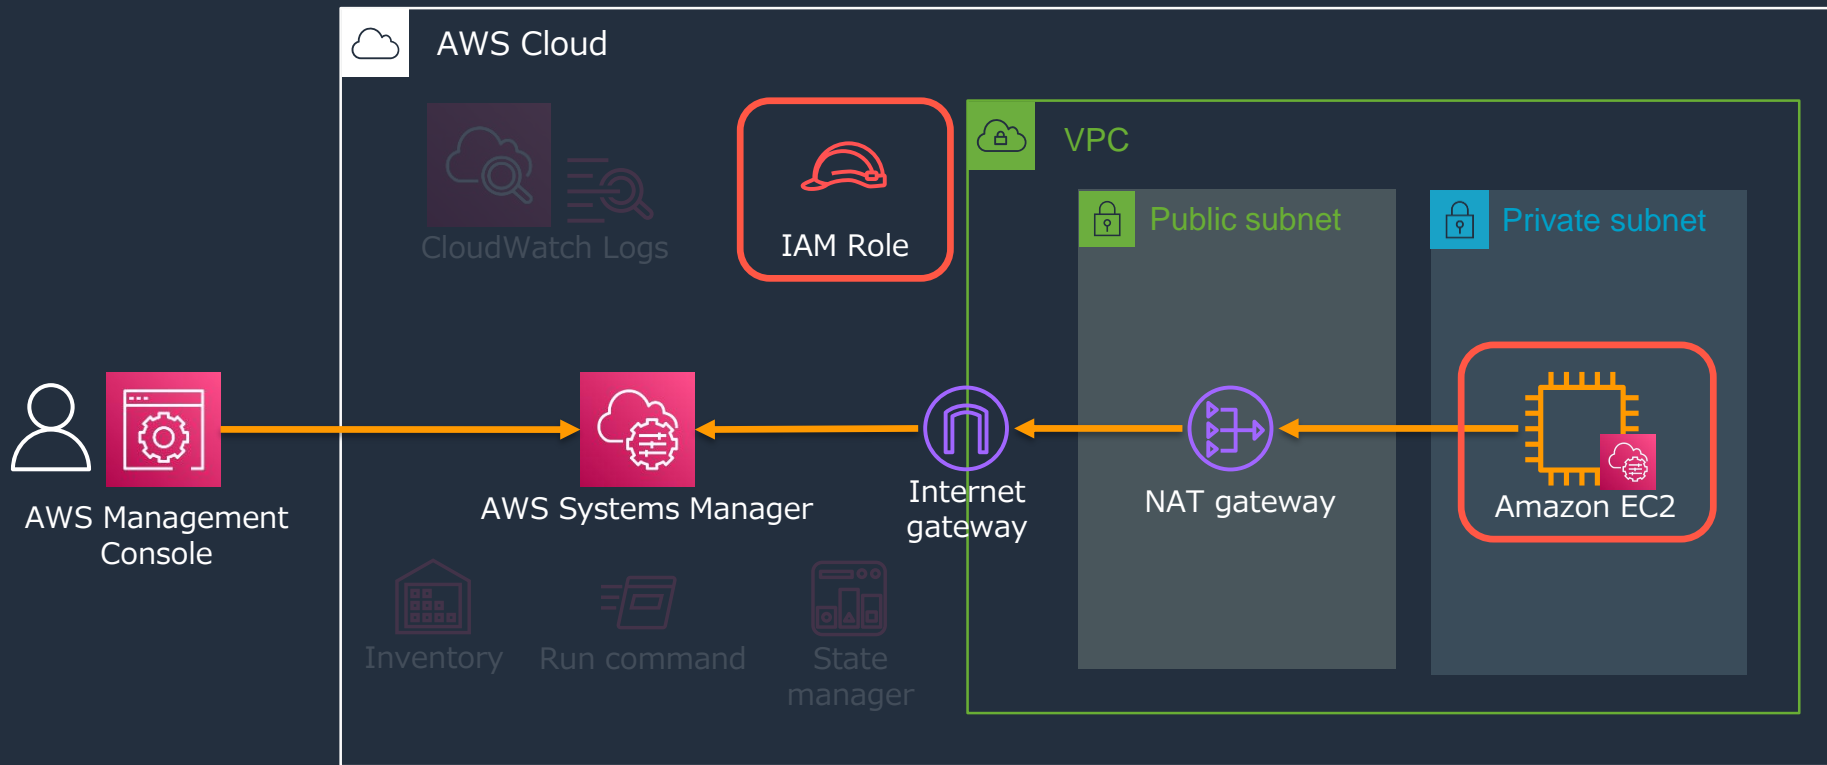 AWS Cloud
CloudWatch Logs
IAM Role
VPC
Public subnet
Private subnet
AWS Management
Console
AWS Systems Manager
Internet
gateway
NAT gateway
Amazon EC2
Inventory
Run command
State
manager